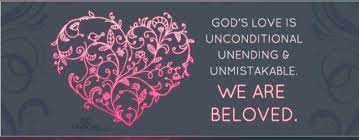 GOD'S LOVE IS
UNCONDITIONAL
UNENDING &
UNMISTAKABLE.
WE ARE
BELOVED.